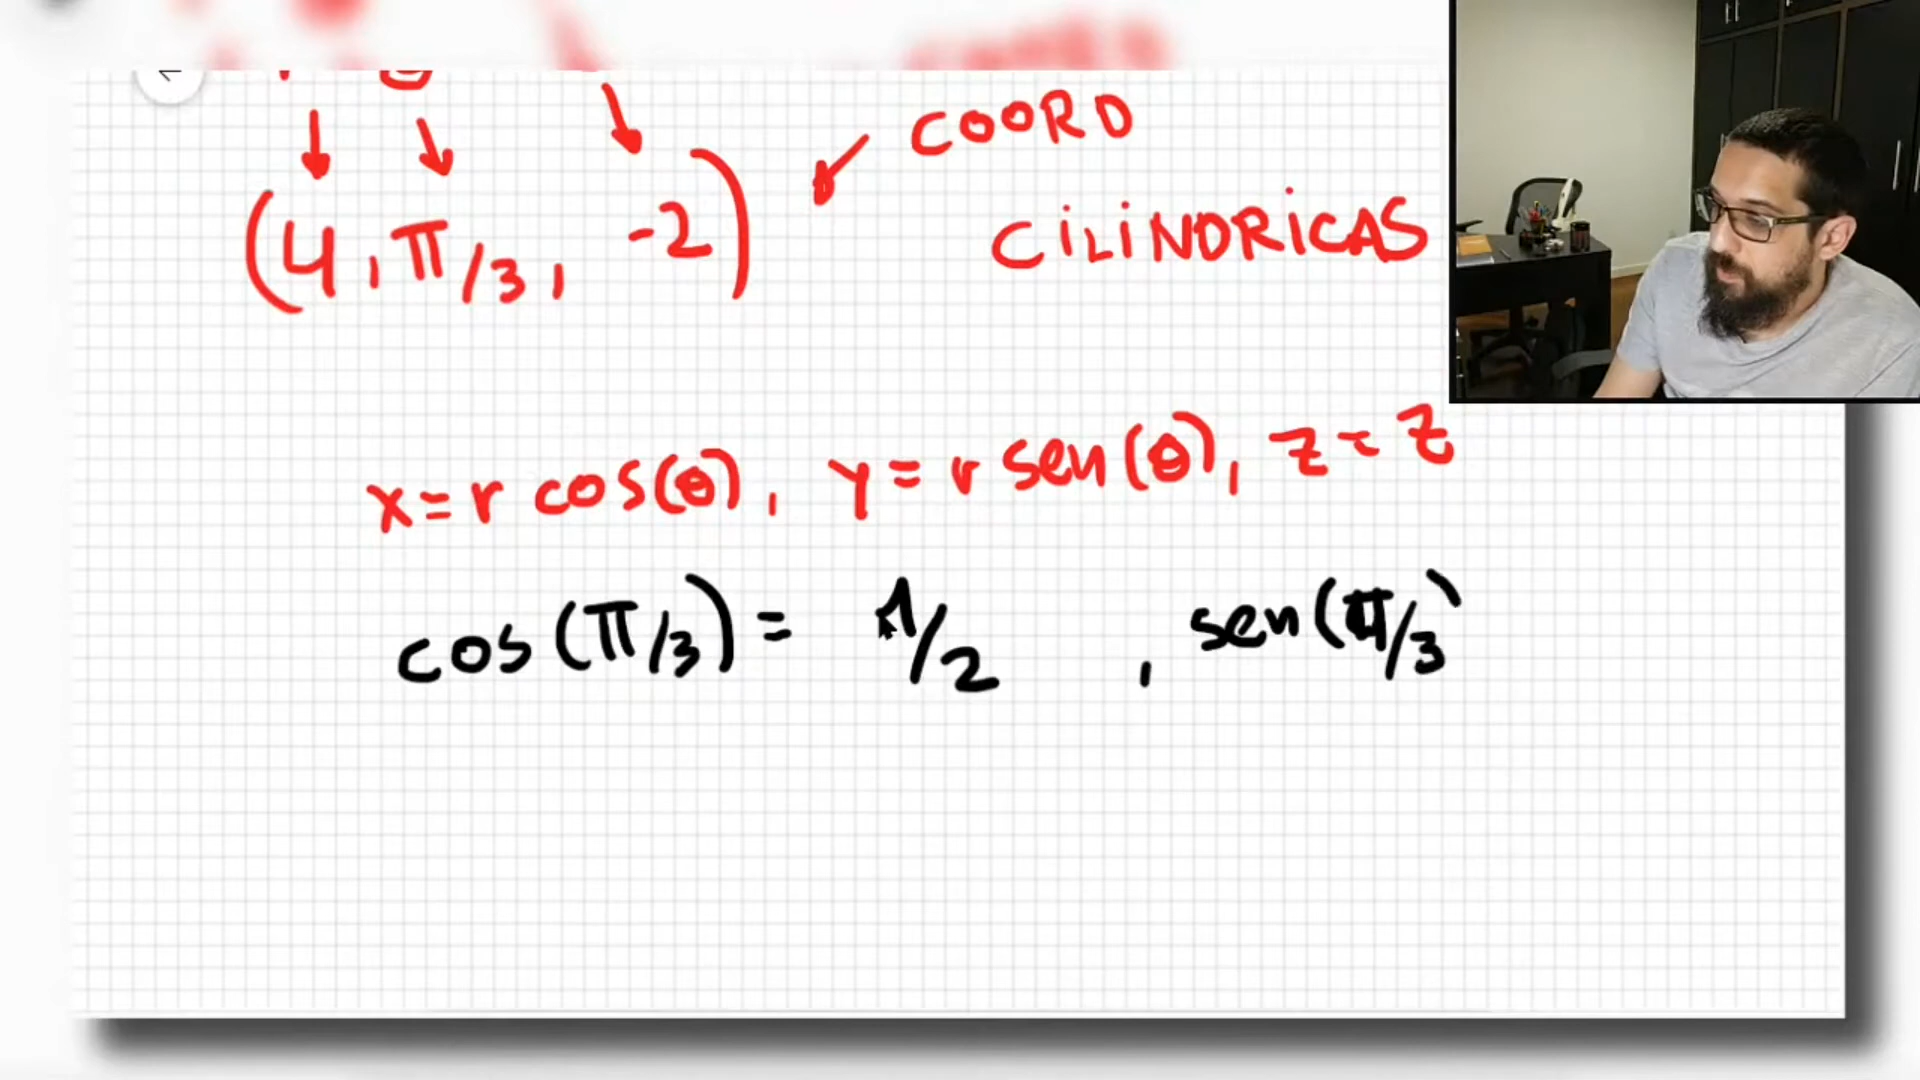 COORD
(4, π/3, -2) CILINDRICAS
x=r cos(θ), y=r sen(θ), z=z
cos(π/3)= 1/2 , sen(π/3)